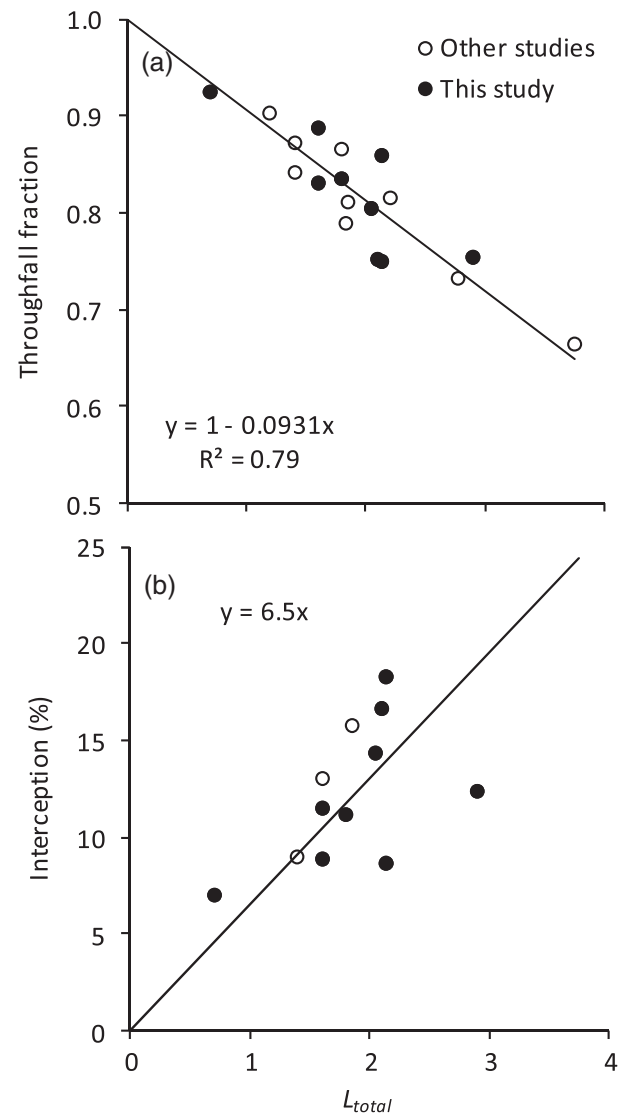 1.0
(a)
Other studies
This study
0.9
0.8
0.7
0.6
0.5
Throughfall fraction
y = 1 - 0.0931x
R² = 0.79
25
(b)
y = 6.5x
20
15
10
5
0
Interception (%)
0 1 2 3 4
Ltotal